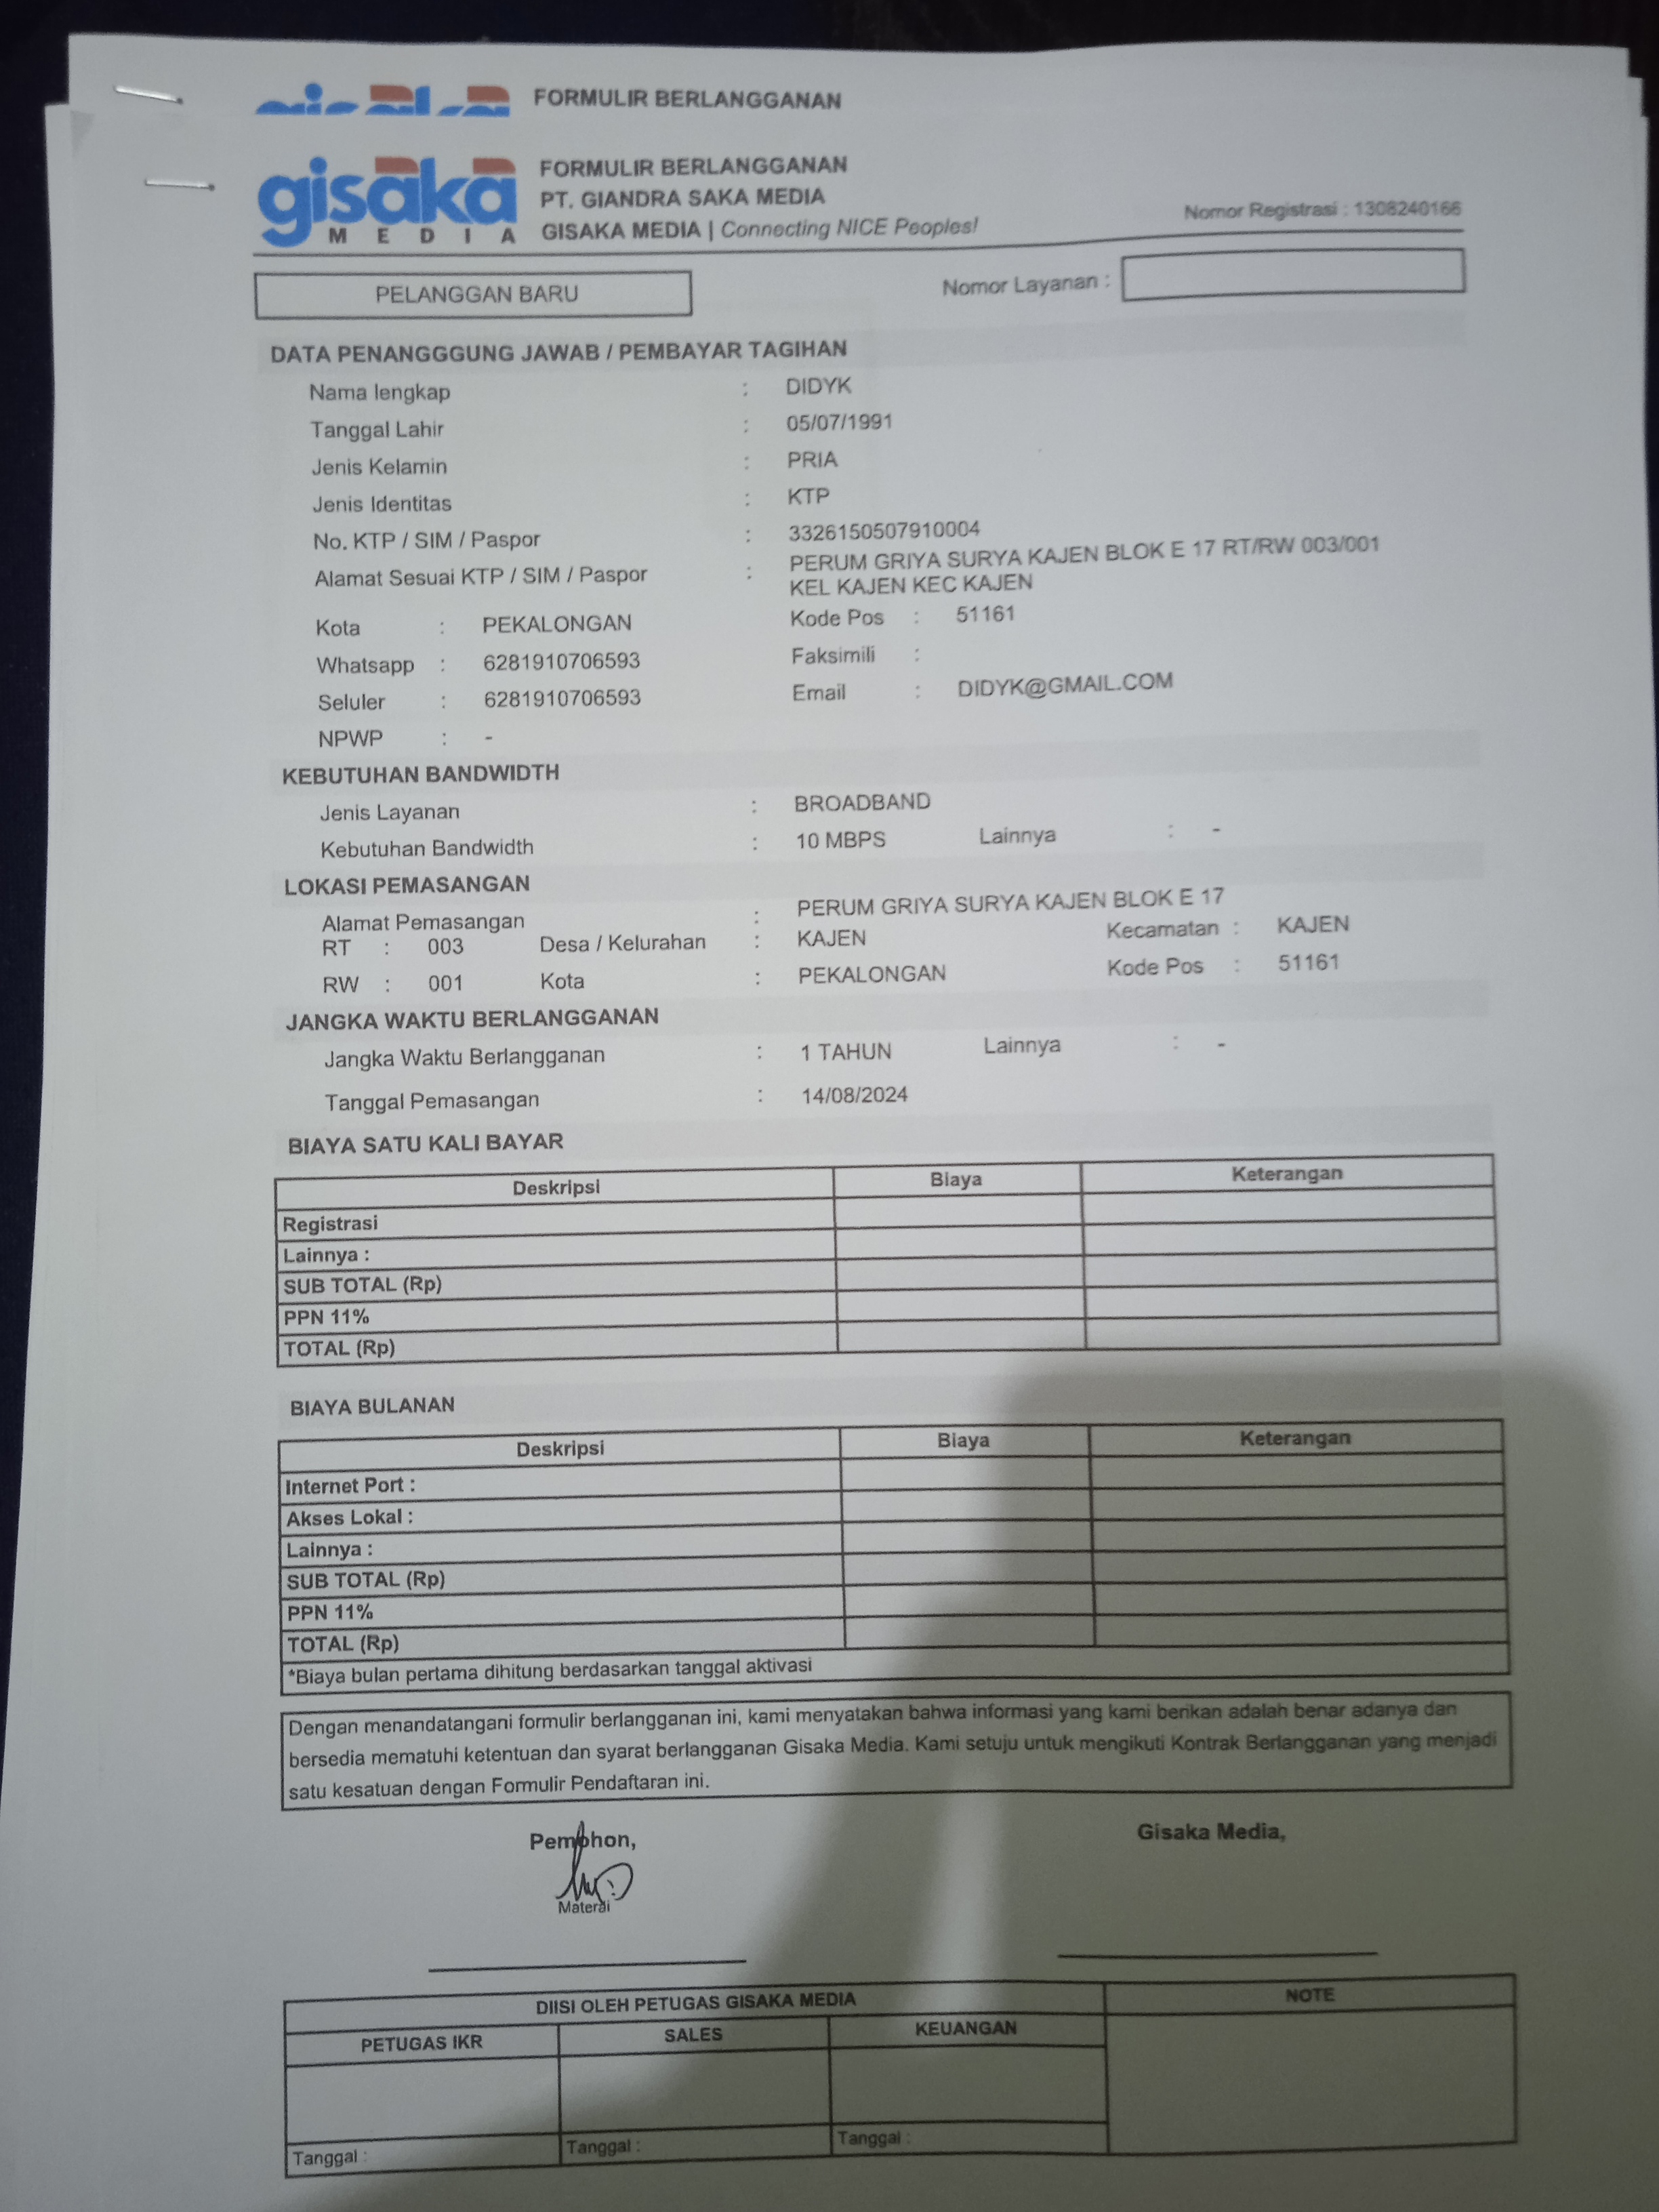 FORMULIR BERLANGGANAN
gisaka
MEDIA
FORMULIR BERLANGGANAN
PT. GIANDRA SAKA MEDIA
GISAKA MEDIA | Connecting NICE Peoples!
Nomor Registrasi : 1308240166
PELANGGAN BARU
Nomor Layanan :
DATA PENANGGGUNG JAWAB / PEMBAYAR TAGIHAN
Nama lengkap : DIDYK
Tanggal Lahir : 05/07/1991
Jenis Kelamin : PRIA
Jenis Identitas : KTP
No. KTP / SIM / Paspor : 3326150507910004
Alamat Sesuai KTP / SIM / Paspor : PERUM GRIYA SURYA KAJEN BLOK E 17 RT/RW 003/001
KEL KAJEN KEC KAJEN
Kota : PEKALONGAN Kode Pos : 51161
Whatsapp : 6281910706593 Faksimili :
Seluler : 6281910706593 Email : DIDYK@GMAIL.COM
NPWP : -
KEBUTUHAN BANDWIDTH
Jenis Layanan : BROADBAND
Kebutuhan Bandwidth : 10 MBPS Lainnya : -
LOKASI PEMASANGAN
Alamat Pemasangan : PERUM GRIYA SURYA KAJEN BLOK E 17
RT : 003 Desa / Kelurahan : KAJEN Kecamatan : KAJEN
RW : 001 Kota : PEKALONGAN Kode Pos : 51161
JANGKA WAKTU BERLANGGANAN
Jangka Waktu Berlangganan : 1 TAHUN Lainnya : -
Tanggal Pemasangan : 14/08/2024
BIAYA SATU KALI BAYAR
Deskripsi Biaya Keterangan
Registrasi
Lainnya :
SUB TOTAL (Rp)
PPN 11%
TOTAL (Rp)
BIAYA BULANAN
Deskripsi Biaya Keterangan
Internet Port :
Akses Lokal :
Lainnya :
SUB TOTAL (Rp)
PPN 11%
TOTAL (Rp)
*Biaya bulan pertama dihitung berdasarkan tanggal aktivasi
Dengan menandatangani formulir berlangganan ini, kami menyatakan bahwa informasi yang kami berikan adalah benar adanya dan
bersedia mematuhi ketentuan dan syarat berlangganan Gisaka Media. Kami setuju untuk mengikuti Kontrak Berlangganan yang menjadi
satu kesatuan dengan Formulir Pendaftaran ini.
Pemohon, Gisaka Media,
Materai
DIISI OLEH PETUGAS GISAKA MEDIA NOTE
PETUGAS IKR SALES KEUANGAN
Tanggal : Tanggal : Tanggal :